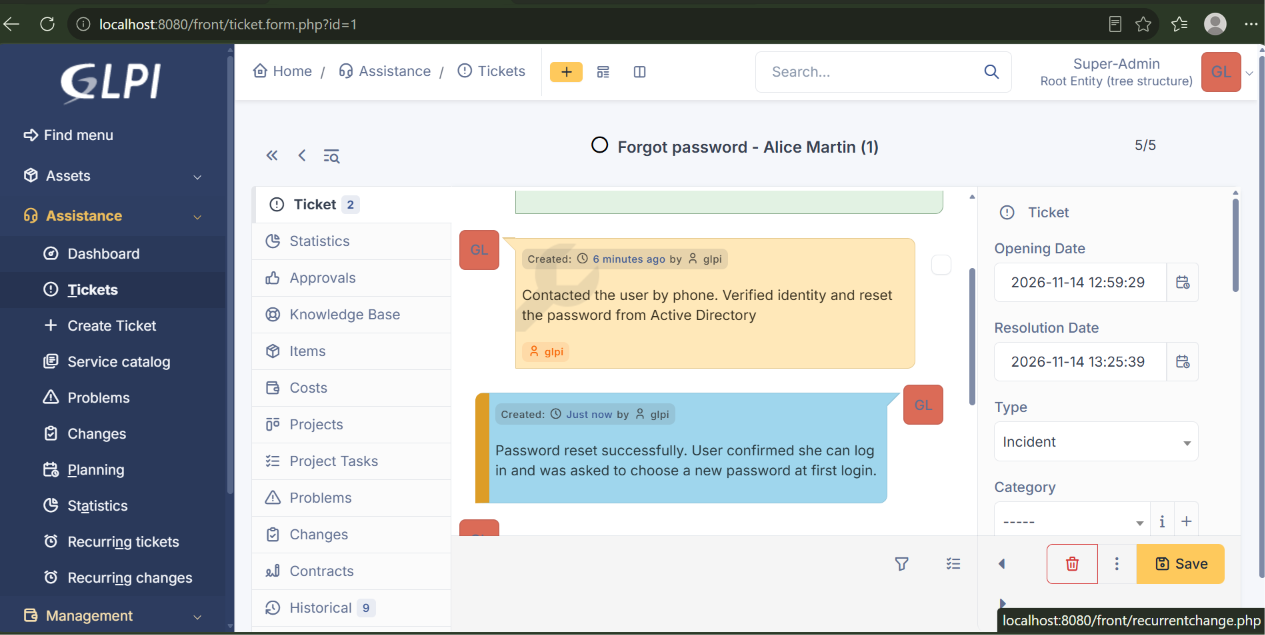 localhost:8080/front/ticket.form.php?id=1
GLPI
Find menu
Assets
Assistance
Dashboard
Tickets
Create Ticket
Service catalog
Problems
Changes
Planning
Statistics
Recurring tickets
Recurring changes
Management
Home / Assistance / Tickets
Search...
Super-Admin
Root Entity (tree structure)
GL
Forgot password - Alice Martin (1)
5/5
Ticket 2
Statistics
Approvals
Knowledge Base
Items
Costs
Projects
Project Tasks
Problems
Changes
Contracts
Historical 9
GL
Created: 6 minutes ago by glpi
Contacted the user by phone. Verified identity and reset
the password from Active Directory
glpi
GL
Created: Just now by glpi
Password reset successfully. User confirmed she can log
in and was asked to choose a new password at first login.
Ticket
Opening Date
2026-11-14 12:59:29
Resolution Date
2026-11-14 13:25:39
Type
Incident
Category
-----
i +
Save
localhost:8080/front/recurrentchange.php